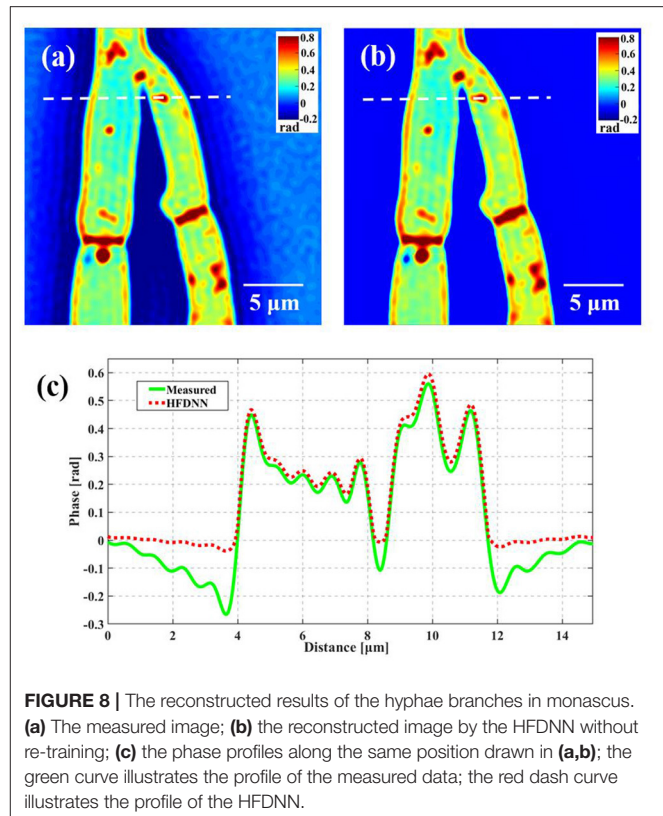 (a)
0.8
0.6
0.4
0.2
0
-0.2
rad
5 µm
(b)
0.8
0.6
0.4
0.2
0
-0.2
rad
5 µm
(c)
Measured
HFDNN
0.6
0.5
0.4
0.3
0.2
0.1
0
-0.1
-0.2
-0.3
Phase [rad]
0 2 4 6 8 10 12 14
Distance [µm]
FIGURE 8 | The reconstructed results of the hyphae branches in monascus.
(a) The measured image; (b) the reconstructed image by the HFDNN without
re-training; (c) the phase profiles along the same position drawn in (a,b); the
green curve illustrates the profile of the measured data; the red dash curve
illustrates the profile of the HFDNN.